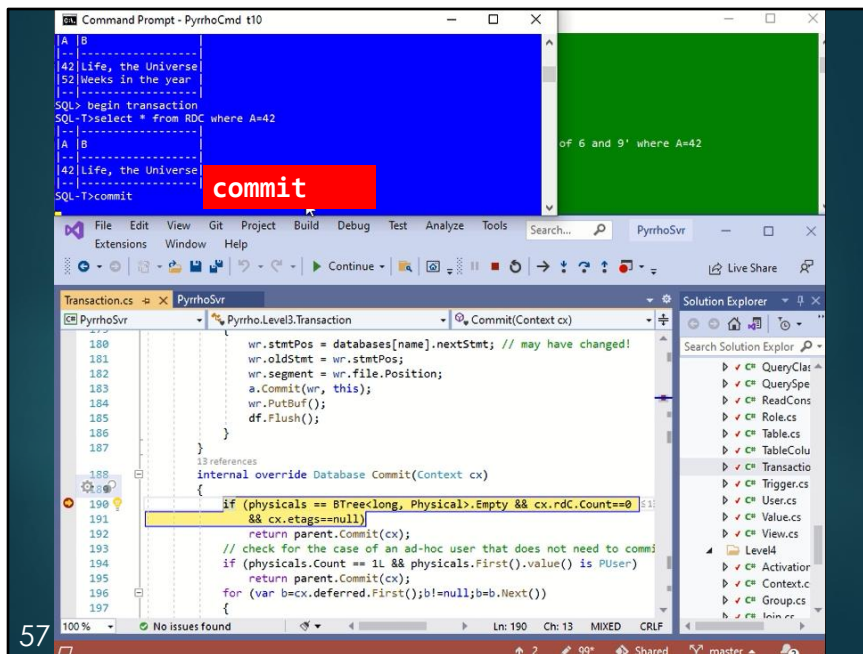 Command Prompt - PyrrhoCmd t10
|A |B |
|--|------------------|
|42|Life, the Universe|
|52|Weeks in the year |
|--|------------------|
SQL> begin transaction
SQL-T>select * from RDC where A=42
|--|------------------|
|A |B |
|--|------------------|
|42|Life, the Universe|
|--|------------------|
SQL-T>commit
commit
of 6 and 9' where A=42
File Edit View Git Project Build Debug Test Analyze Tools Search... PyrrhoSvr
Extensions Window Help
Continue
Live Share
Transaction.cs PyrrhoSvr
PyrrhoSvr Pyrrho.Level3.Transaction Commit(Context cx)
180 wr.stmtPos = databases[name].nextStmt; // may have changed!
181 wr.oldStmt = wr.stmtPos;
182 wr.segment = wr.file.Position;
183 a.Commit(wr, this);
184 wr.PutBuf();
185 df.Flush();
186 }
187 }
13 references
188 internal override Database Commit(Context cx)
{
190 if (physicals == BTree<long, Physical>.Empty && cx.rdC.Count==0
191 && cx.etags==null)
192 return parent.Commit(cx);
193 // check for the case of an ad-hoc user that does not need to commi
194 if (physicals.Count == 1L && physicals.First().value() is PUser)
195 return parent.Commit(cx);
196 for (var b=cx.deferred.First();b!=null;b=b.Next())
197 {
100 % No issues found Ln: 190 Ch: 13 MIXED CRLF
Solution Explorer
Search Solution Explor
C# QueryClas
C# QuerySpe
C# ReadCons
C# Role.cs
C# Table.cs
C# TableColu
C# Transactio
C# Trigger.cs
C# User.cs
C# Value.cs
C# View.cs
Level4
C# Activation
C# Context.c
C# Group.cs
C# Join.cs
2 99+ Shared master
57